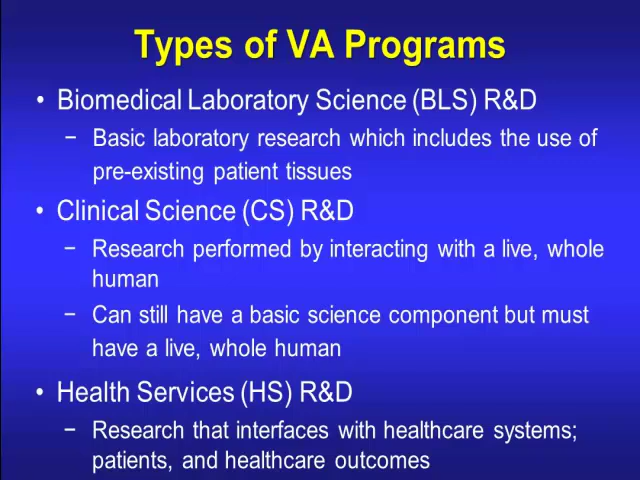 Types of VA Programs
• Biomedical Laboratory Science (BLS) R&D
− Basic laboratory research which includes the use of
pre-existing patient tissues
• Clinical Science (CS) R&D
− Research performed by interacting with a live, whole
human
− Can still have a basic science component but must
have a live, whole human
• Health Services (HS) R&D
− Research that interfaces with healthcare systems;
patients, and healthcare outcomes